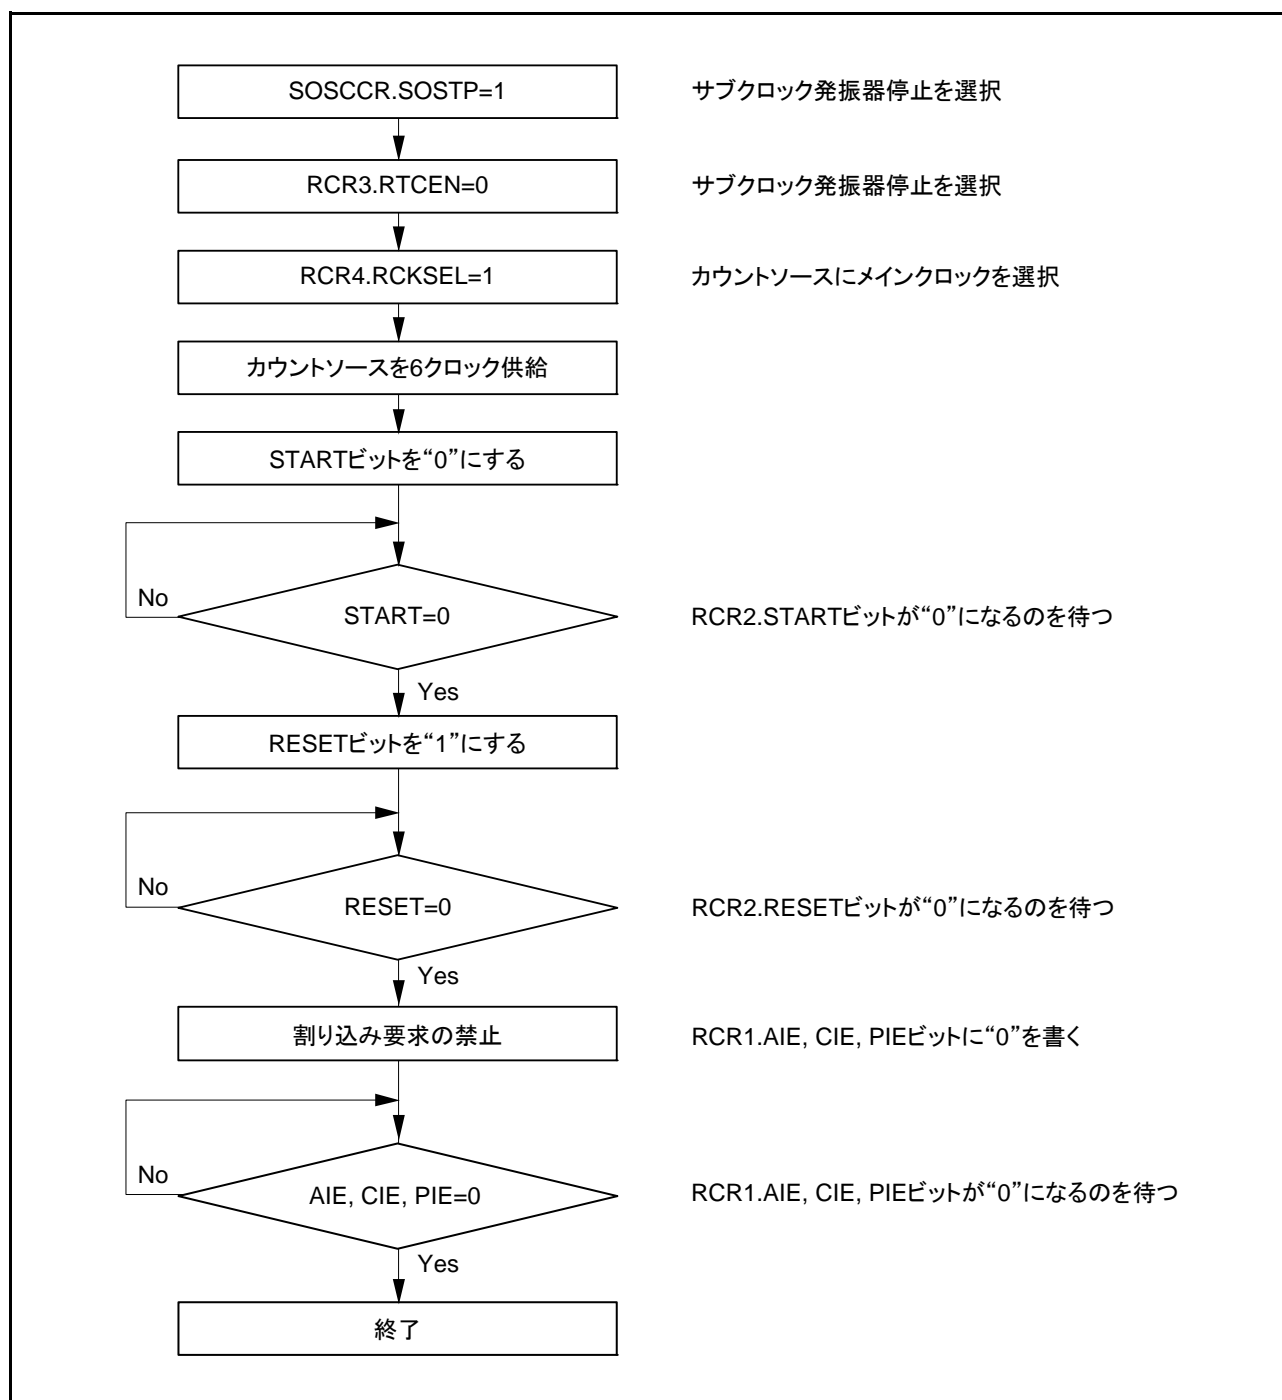 SOSCCR.SOSTP=1
サブクロック発振器停止を選択
RCR3.RTCEN=0
サブクロック発振器停止を選択
RCR4.RCKSEL=1
カウントソースにメインクロックを選択
カウントソースを6クロック供給
STARTビットを“0”にする
No
START=0
RCR2.STARTビットが“0”になるのを待つ
Yes
RESETビットを“1”にする
No
RESET=0
RCR2.RESETビットが“0”になるのを待つ
Yes
割り込み要求の禁止
RCR1.AIE, CIE, PIEビットに“0”を書く
No
AIE, CIE, PIE=0
RCR1.AIE, CIE, PIEビットが“0”になるのを待つ
Yes
終了